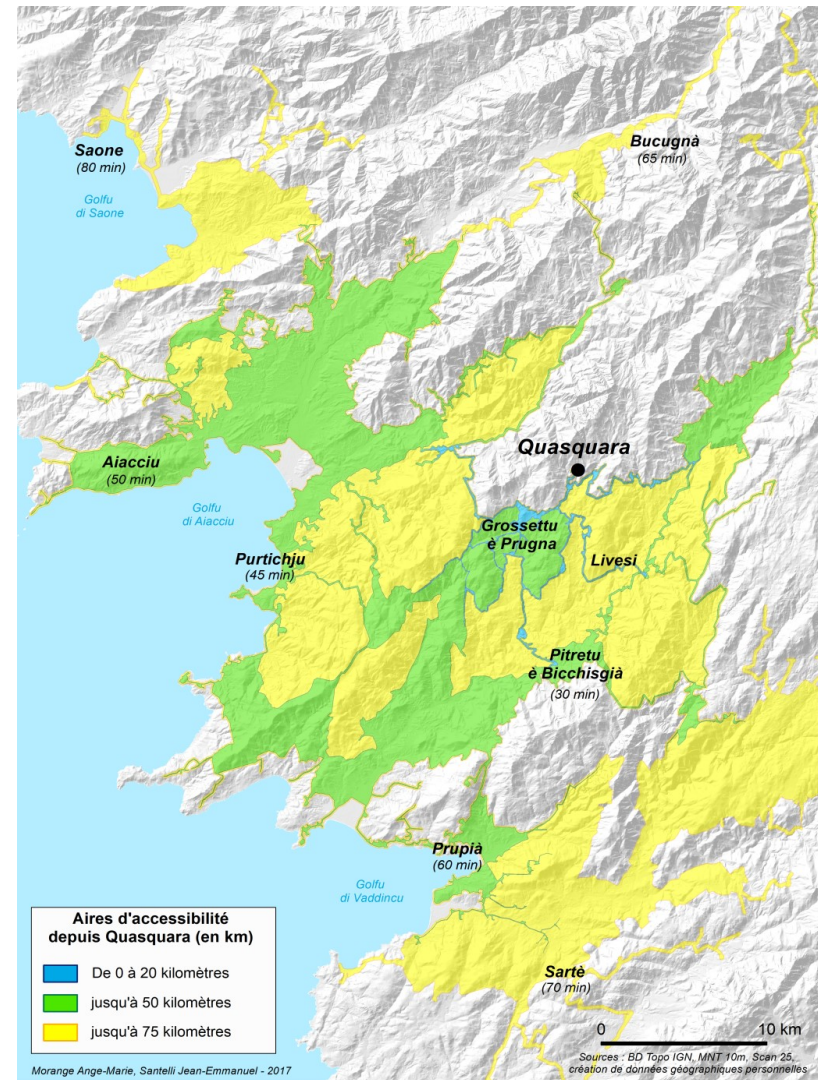 Saone
(80 min)
Golfu
di Saone
Bucugnà
(65 min)
Quasquara
Aiacciu
(50 min)
Golfu
di Aiacciu
Grossettu
è Prugna
Purtichju
(45 min)
Livesi
Pitretu
è Bicchisgià
(30 min)
Prupià
(60 min)
Golfu
di Vaddincu
Sartè
(70 min)
Aires d'accessibilité
depuis Quasquara (en km)
De 0 à 20 kilomètres
jusqu'à 50 kilomètres
jusqu'à 75 kilomètres
0 10 km
Sources : BD Topo IGN, MNT 10m, Scan 25,
création de données géographiques personnelles
Morange Ange-Marie, Santelli Jean-Emmanuel - 2017